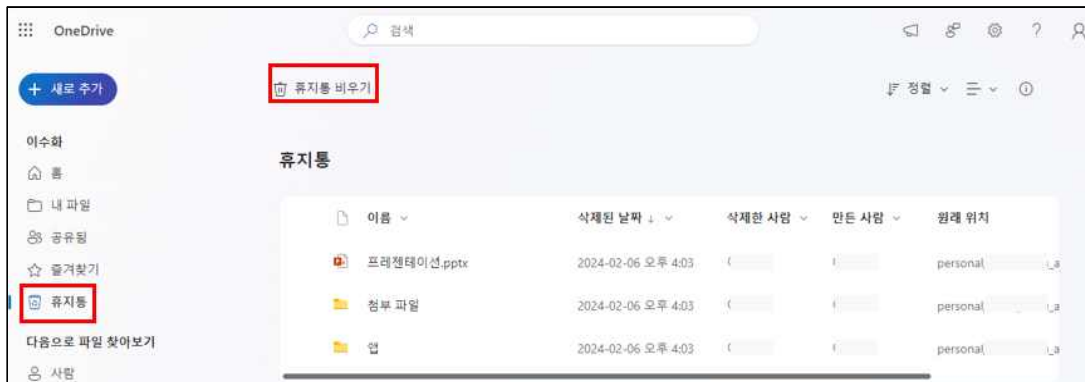 OneDrive
검색
새로 추가
휴지통 비우기
정렬
이수화
홈
내 파일
공유됨
즐겨찾기
휴지통
다음으로 파일 찾아보기
사람
휴지통
이름 삭제된 날짜 ↓ 삭제한 사람 만든 사람 원래 위치
프레젠테이션.pptx 2024-02-06 오후 4:03 personal
첨부 파일 2024-02-06 오후 4:03 personal
앱 2024-02-06 오후 4:03 personal